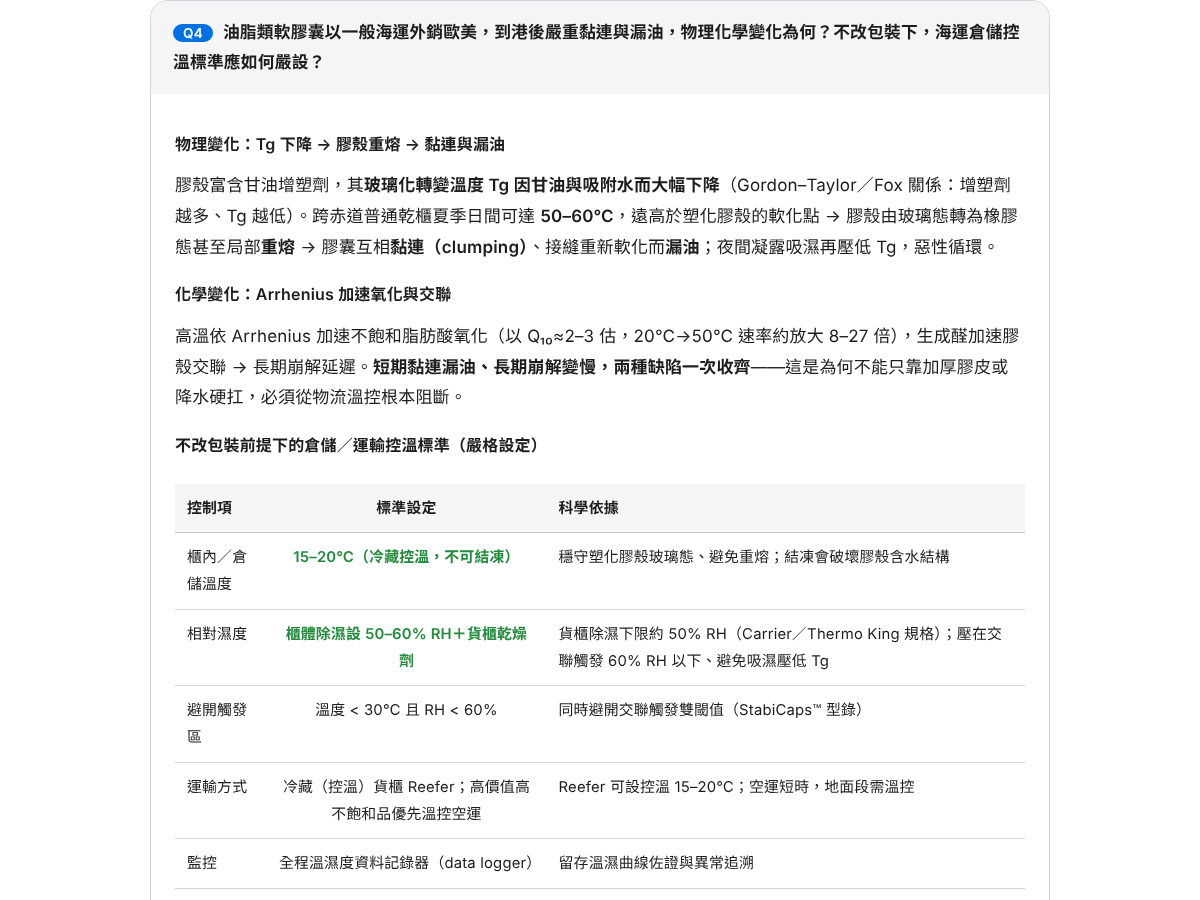 Q4 油脂類軟膠囊以一般海運外銷歐美，到港後嚴重黏連與漏油，物理化學變化為何？不改包裝下，海運倉儲控
溫標準應如何嚴設？
物理變化：Tg 下降 → 膠殼重熔 → 黏連與漏油
膠殼富含甘油增塑劑，其玻璃化轉變溫度 Tg 因甘油與吸附水而大幅下降（Gordon–Taylor／Fox 關係：增塑劑
越多、Tg 越低）。跨赤道普通乾櫃夏季日間可達 50–60°C，遠高於塑化膠殼的軟化點 → 膠殼由玻璃態轉為橡膠
態甚至局部重熔 → 膠囊互相黏連（clumping）、接縫重新軟化而漏油；夜間凝露吸濕再壓低 Tg，惡性循環。
化學變化：Arrhenius 加速氧化與交聯
高溫依 Arrhenius 加速不飽和脂肪酸氧化（以 Q₁₀≈2–3 估，20°C→50°C 速率約放大 8–27 倍），生成醛加速膠
殼交聯 → 長期崩解延遲。短期黏連漏油、長期崩解變慢，兩種缺陷一次收齊——這是為何不能只靠加厚膠皮或
降水硬扛，必須從物流溫控根本阻斷。
不改包裝前提下的倉儲／運輸控溫標準（嚴格設定）
控制項 標準設定 科學依據
櫃內／倉儲溫度 15–20°C（冷藏控溫，不可結凍） 穩守塑化膠殼玻璃態、避免重熔；結凍會破壞膠殼含水結構
相對濕度 櫃體除濕設 50–60% RH＋貨櫃乾燥劑 貨櫃除濕下限約 50% RH（Carrier／Thermo King 規格）；壓在交聯觸發 60% RH 以下、避免吸濕壓低 Tg
避開觸發區 溫度 < 30°C 且 RH < 60% 同時避開交聯觸發雙閾值（StabiCaps™ 型錄）
運輸方式 冷藏（控溫）貨櫃 Reefer；高價值高不飽和品優先溫控空運 Reefer 可設控溫 15–20°C；空運短時，地面段需溫控
監控 全程溫濕度資料記錄器（data logger） 留存溫濕曲線佐證與異常追溯